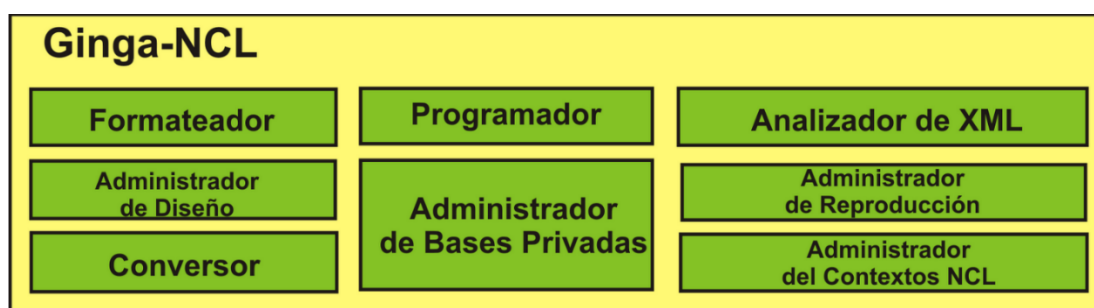 Ginga-NCL
Formateador
Programador
Analizador de XML
Administrador
de Diseño
Administrador
de Bases Privadas
Administrador
de Reproducción
Conversor
Administrador
del Contextos NCL